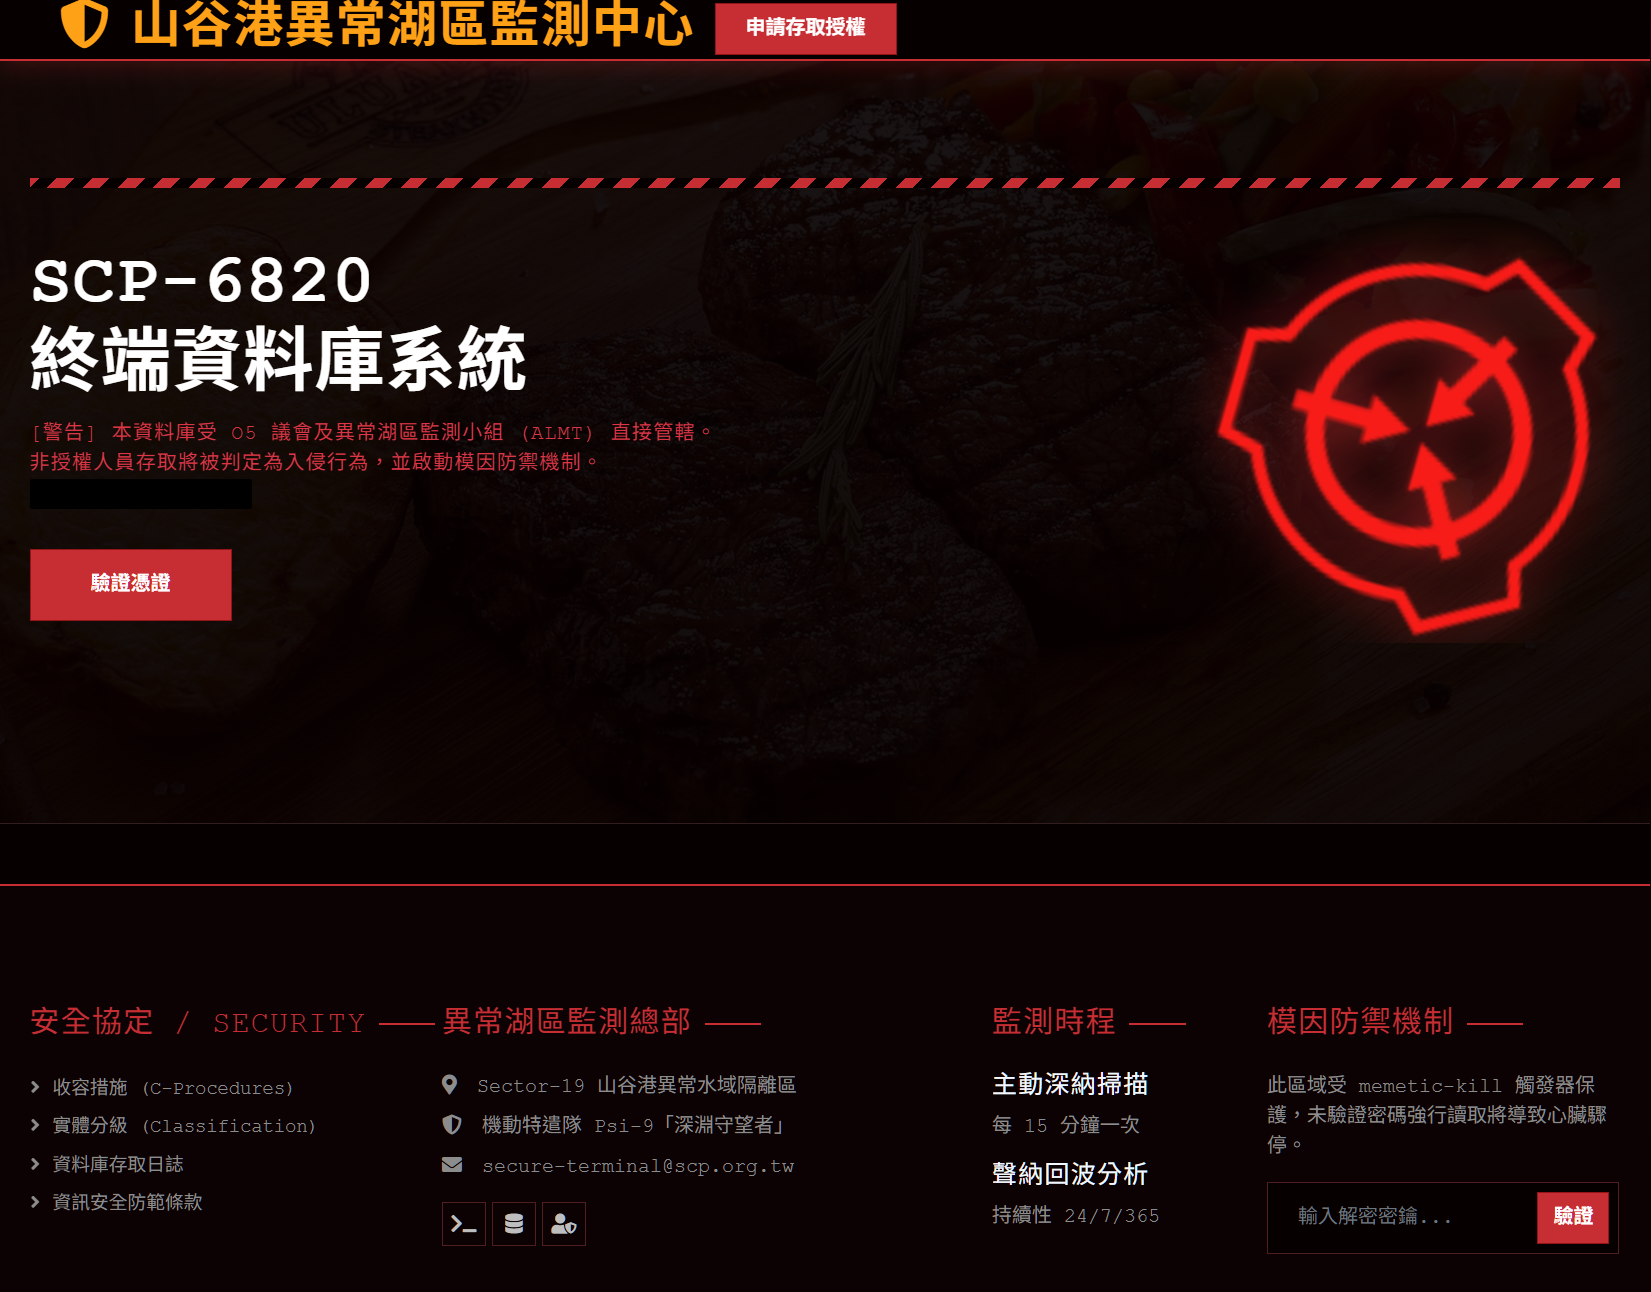 山谷港異常湖區監測中心
申請存取授權
SCP-6820
終端資料庫系統
[警告] 本資料庫受 O5 議會及異常湖區監測小組 (ALMT) 直接管轄。
非授權人員存取將被判定為入侵行為，並啟動模因防禦機制。
驗證憑證
安全協定 / SECURITY
收容措施 (C-Procedures)
實體分級 (Classification)
資料庫存取日誌
資訊安全防範條款
異常湖區監測總部
Sector-19 山谷港異常水域隔離區
機動特遣隊 Psi-9「深淵守望者」
secure-terminal@scp.org.tw
監測時程
主動深納掃描
每 15 分鐘一次
聲納回波分析
持續性 24/7/365
模因防禦機制
此區域受 memetic-kill 觸發器保
護，未驗證密碼強行讀取將導致心臟驟
停。
輸入解密密鑰...
驗證